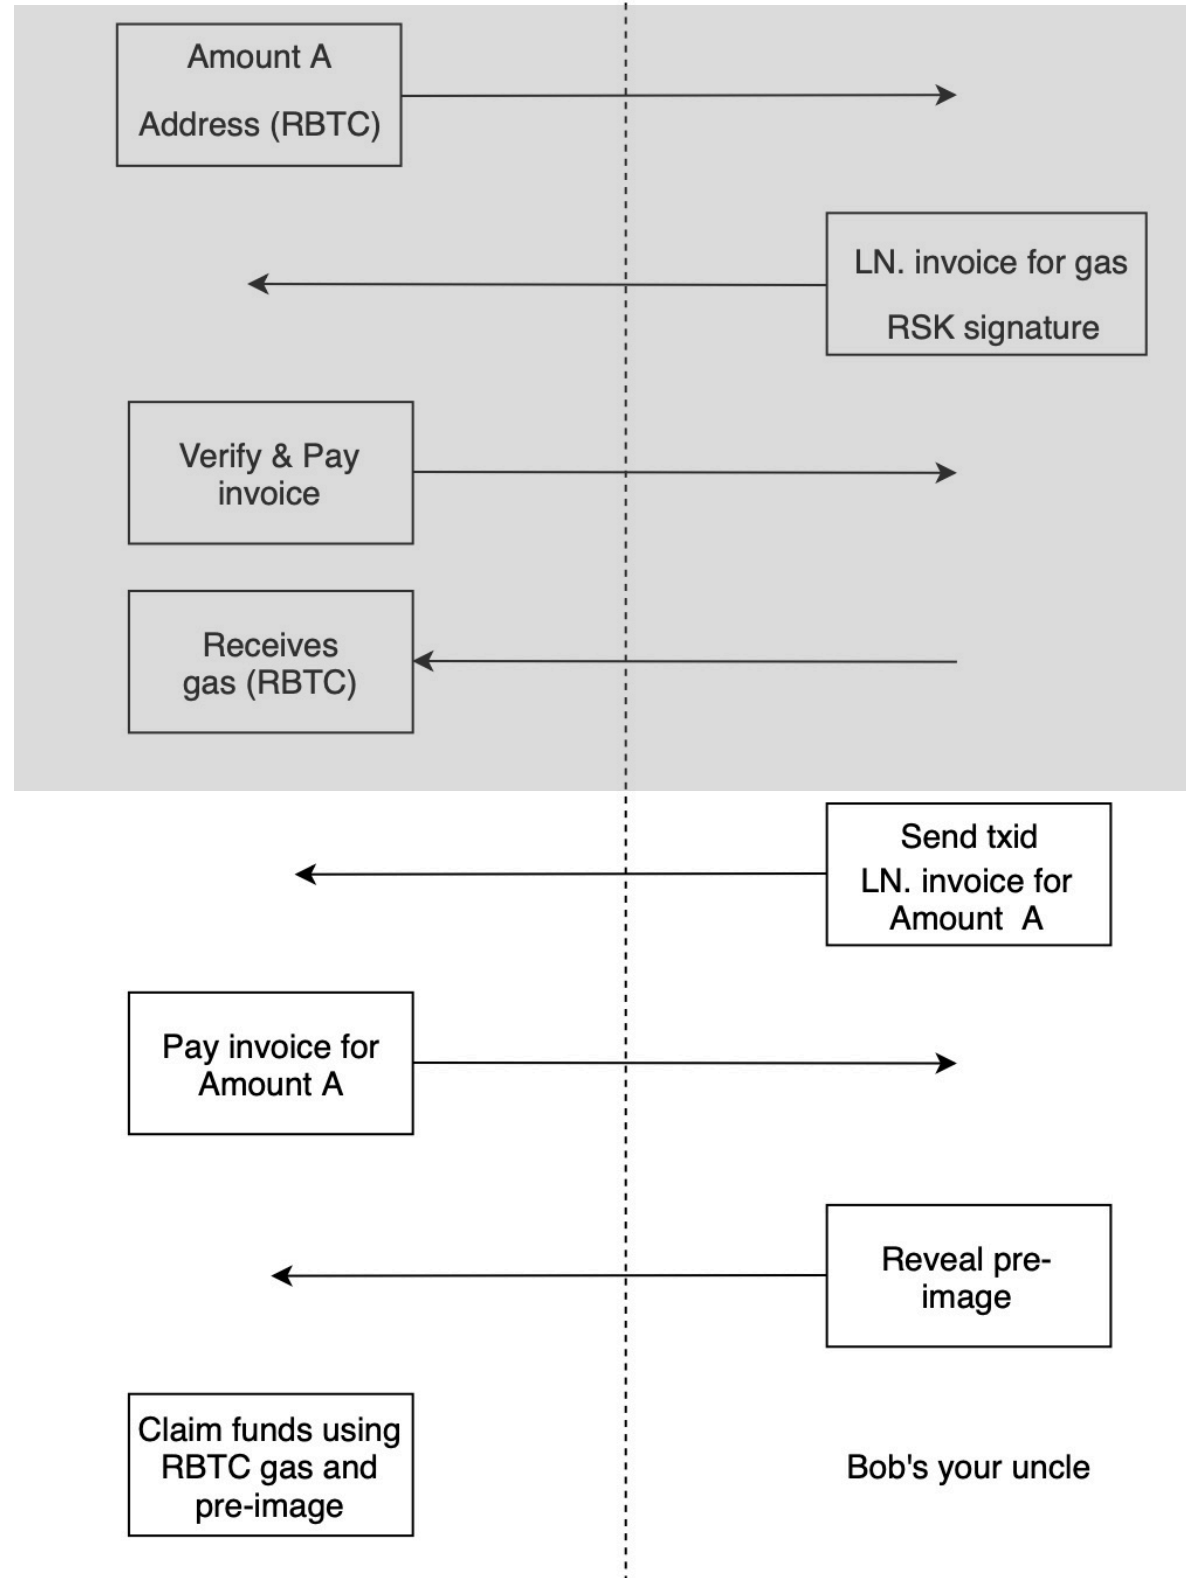 Amount A
Address (RBTC)
LN. invoice for gas
RSK signature
Verify & Pay
invoice
Receives
gas (RBTC)
Send txid
LN. invoice for
Amount  A
Pay invoice for
Amount A
Reveal pre-
image
Claim funds using
RBTC gas and
pre-image
Bob's your uncle